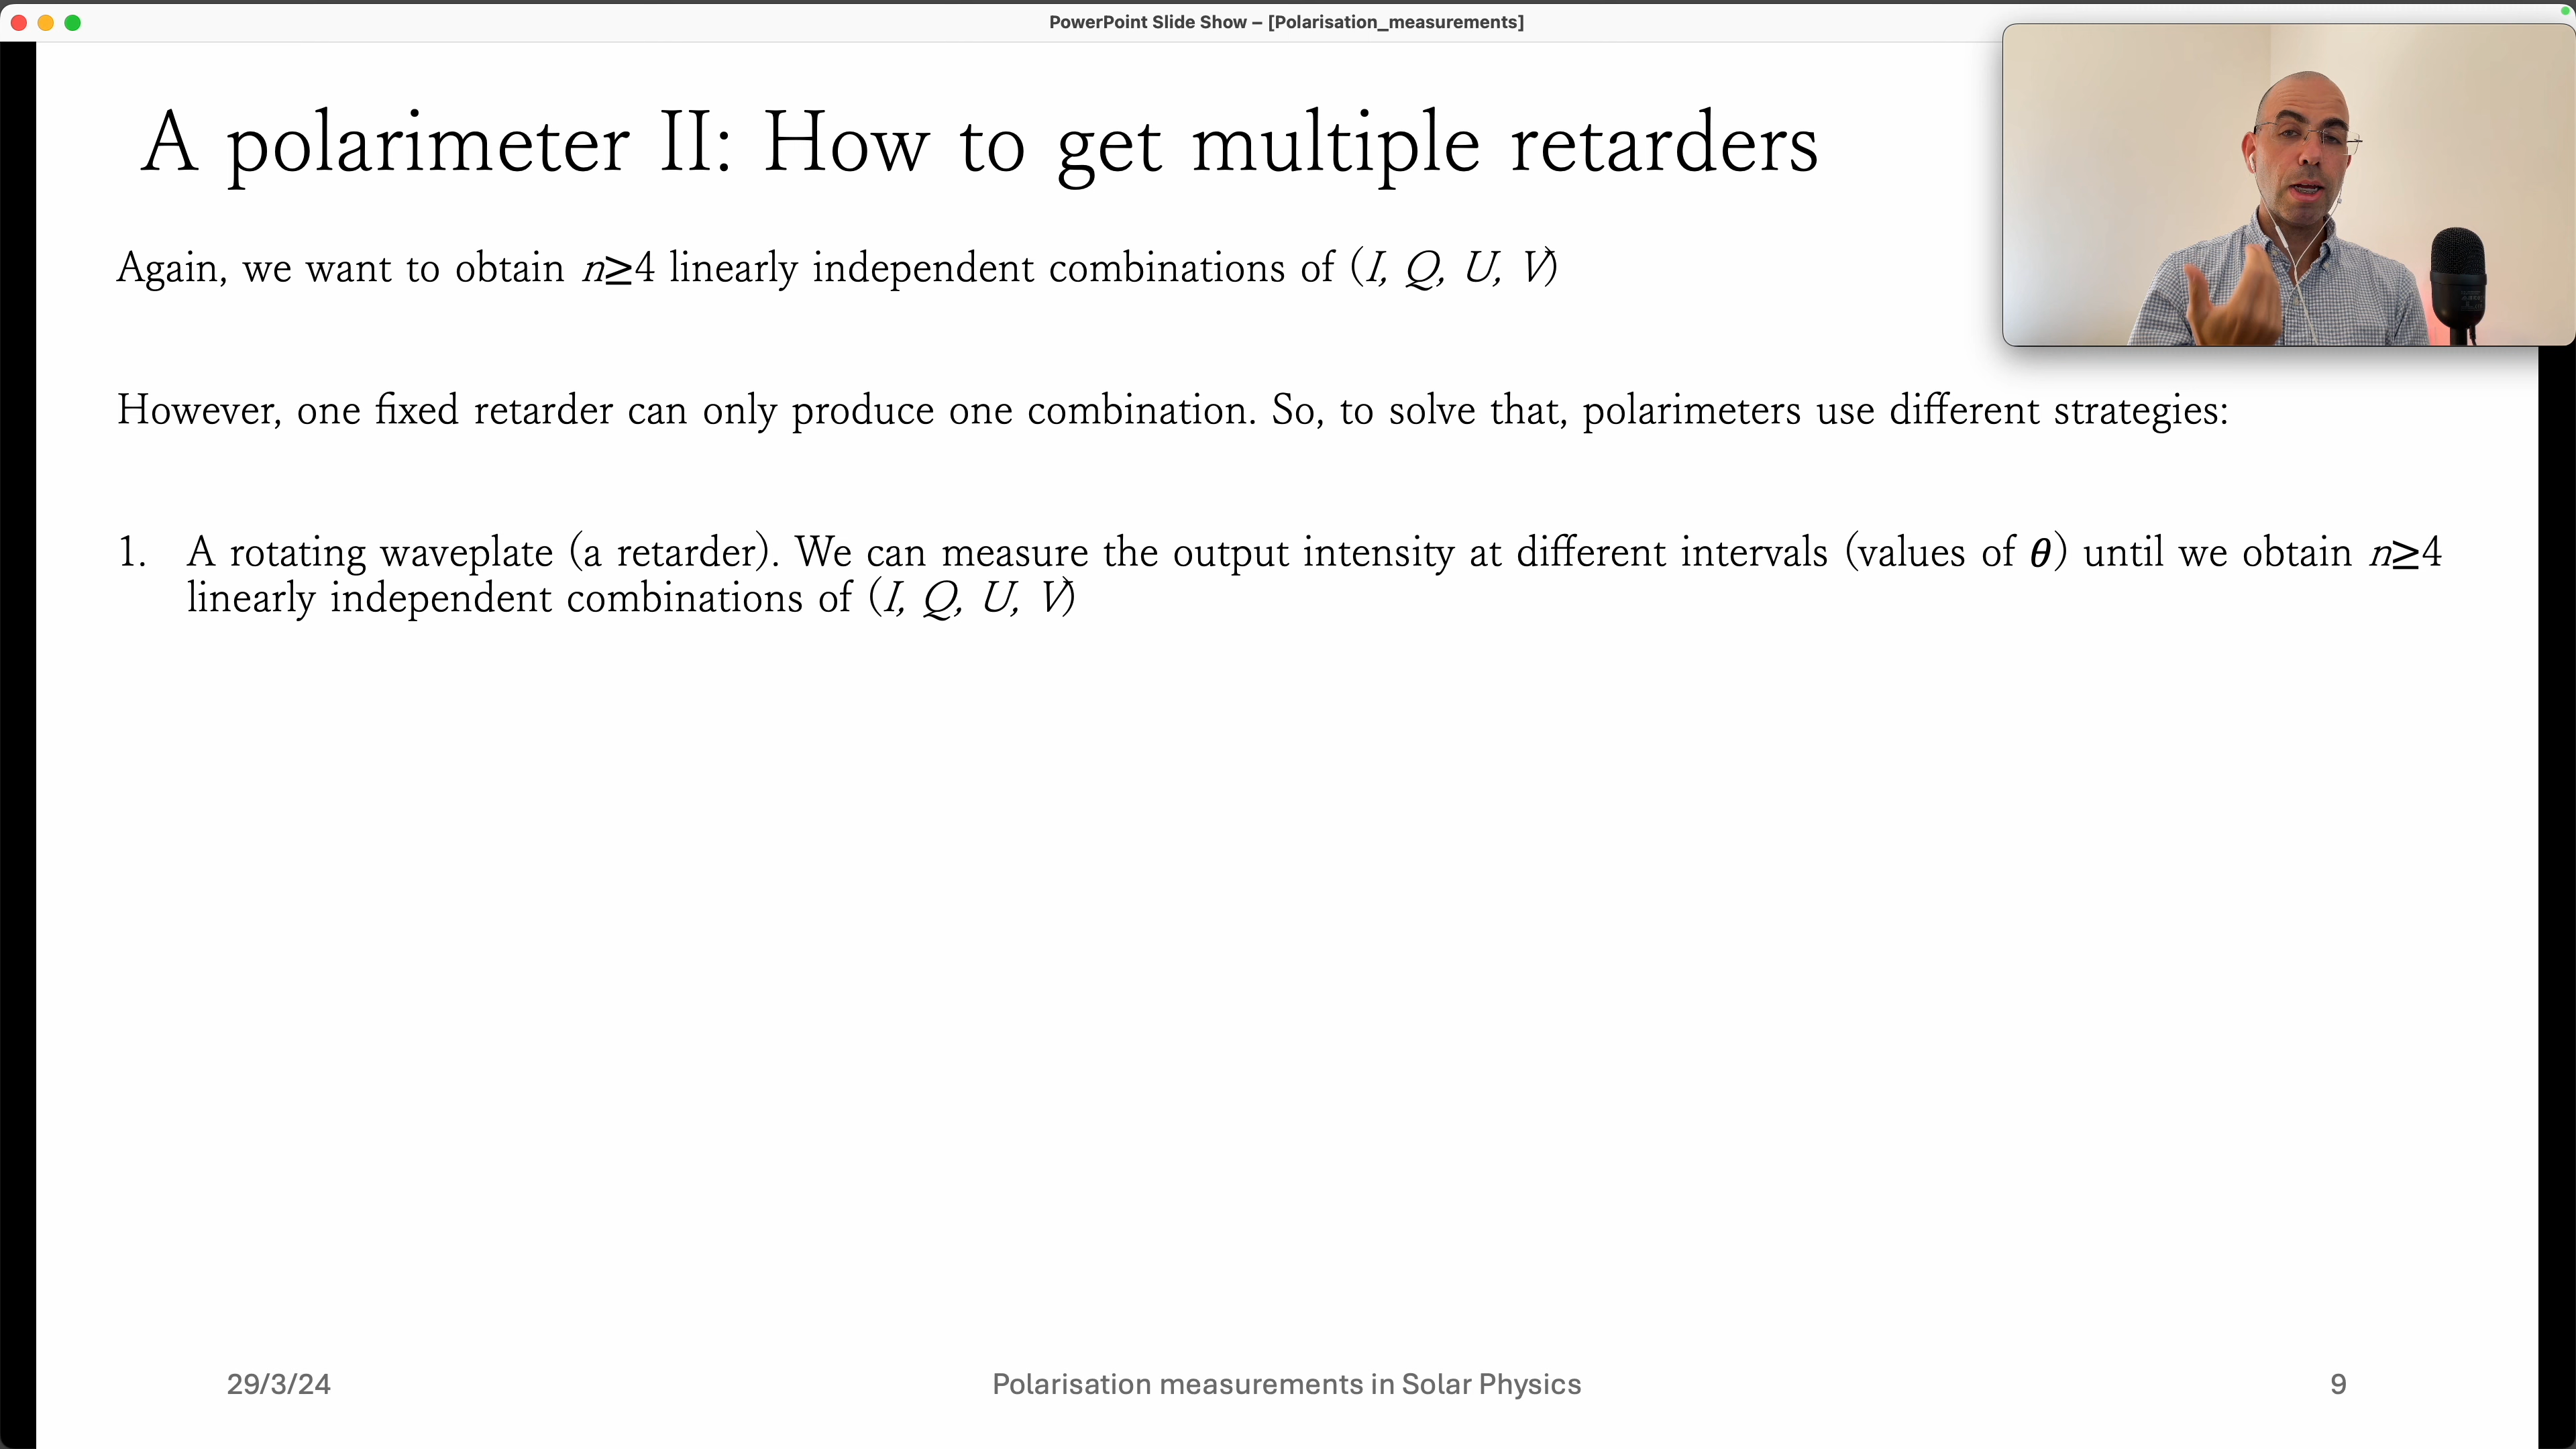 PowerPoint Slide Show – [Polarisation_measurements]
A polarimeter II: How to get multiple retarders
Again, we want to obtain n≥4 linearly independent combinations of (I, Q, U, V)
However, one fixed retarder can only produce one combination. So, to solve that, polarimeters use different strategies:
1. A rotating waveplate (a retarder). We can measure the output intensity at different intervals (values of θ) until we obtain n≥4
linearly independent combinations of (I, Q, U, V)
29/3/24 Polarisation measurements in Solar Physics 9